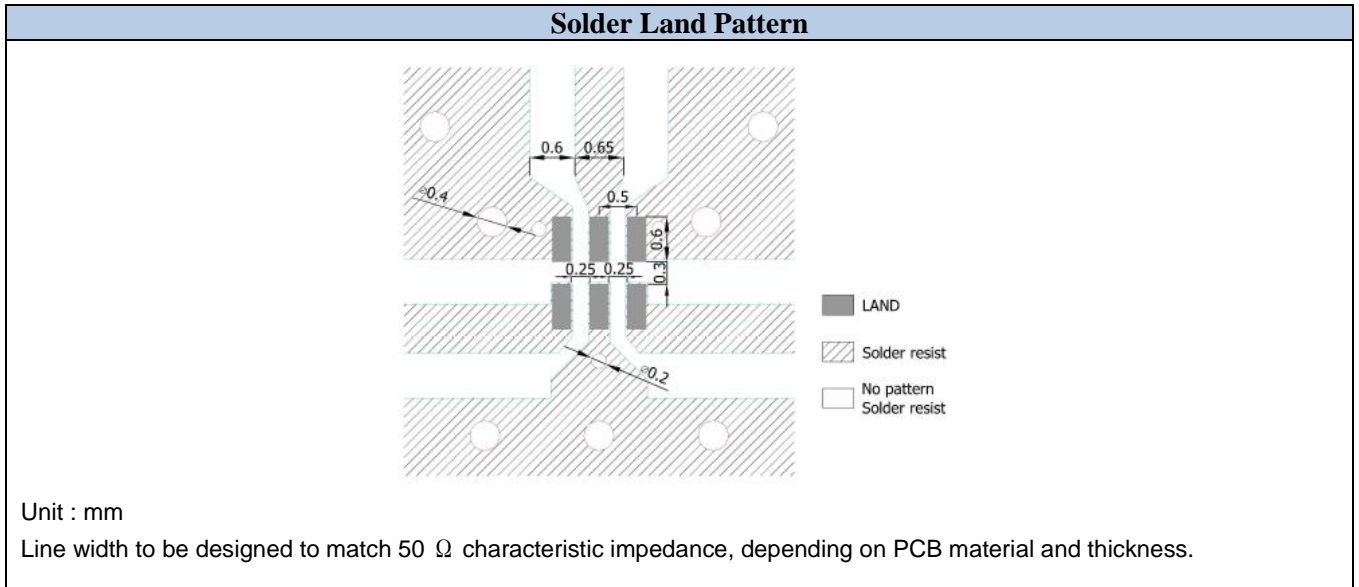 Solder Land Pattern
0.6 0.65
⌀0.4
0.5
0.6
0.25 0.25
0.3
⌀0.2
LAND
Solder resist
No pattern
Solder resist
Unit : mm
Line width to be designed to match 50 Ω characteristic impedance, depending on PCB material and thickness.